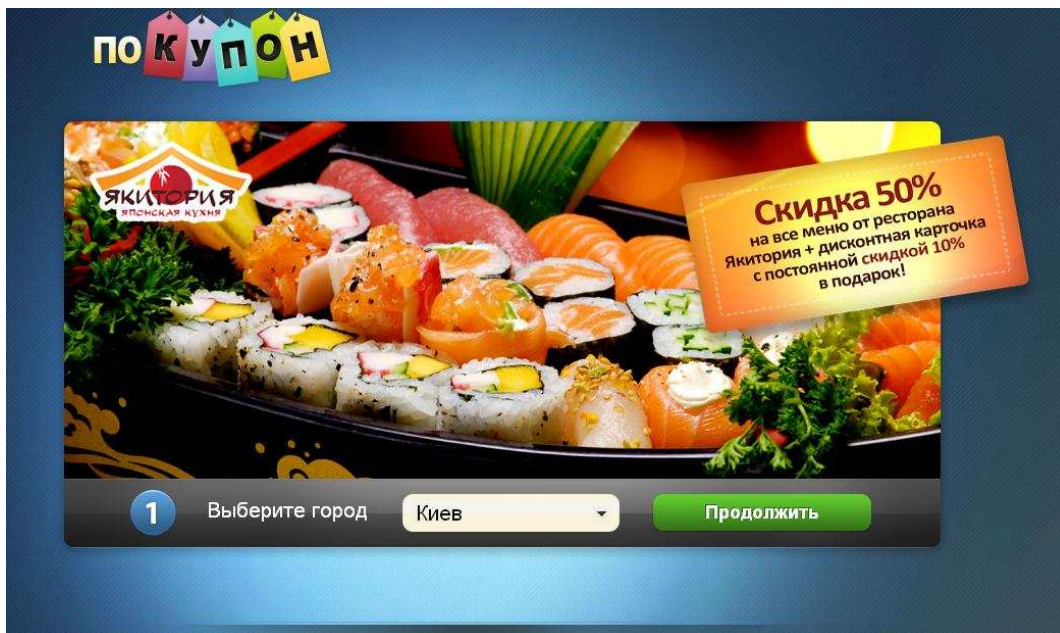 поКУПОН
ЯКИТОРИЯ
ЯПОНСКАЯ КУХНЯ
Скидка 50%
на все меню от ресторана
Якитория + дисконтная карточка
с постоянной скидкой 10%
в подарок!
1 Выберите город Киев Продолжить